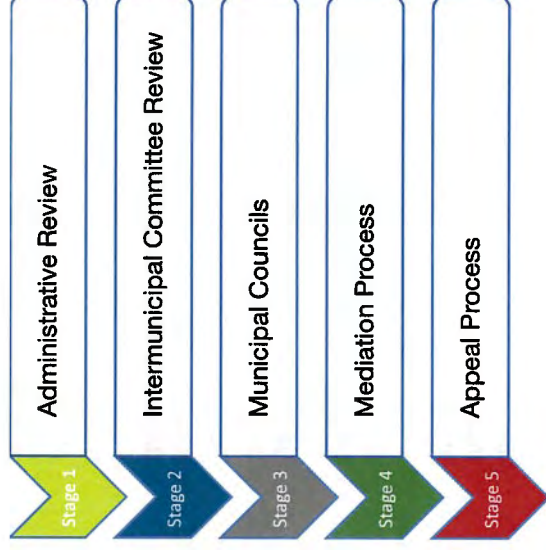 Stage 1
Administrative Review
Stage 2
Intermunicipal Committee Review
Stage 3
Municipal Councils
Stage 4
Mediation Process
Stage 5
Appeal Process